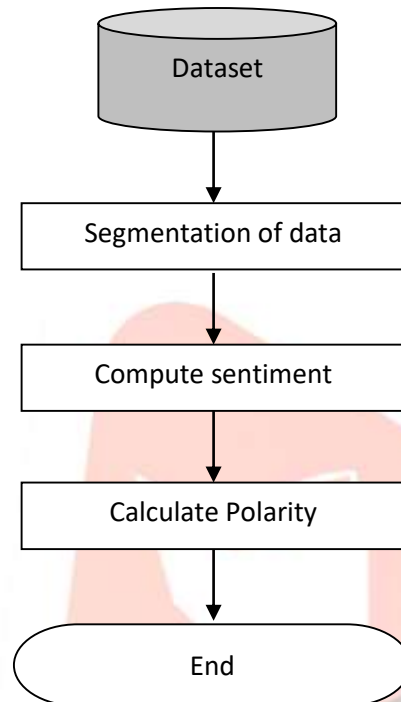 Dataset
Segmentation of data
Compute sentiment
Calculate Polarity
End